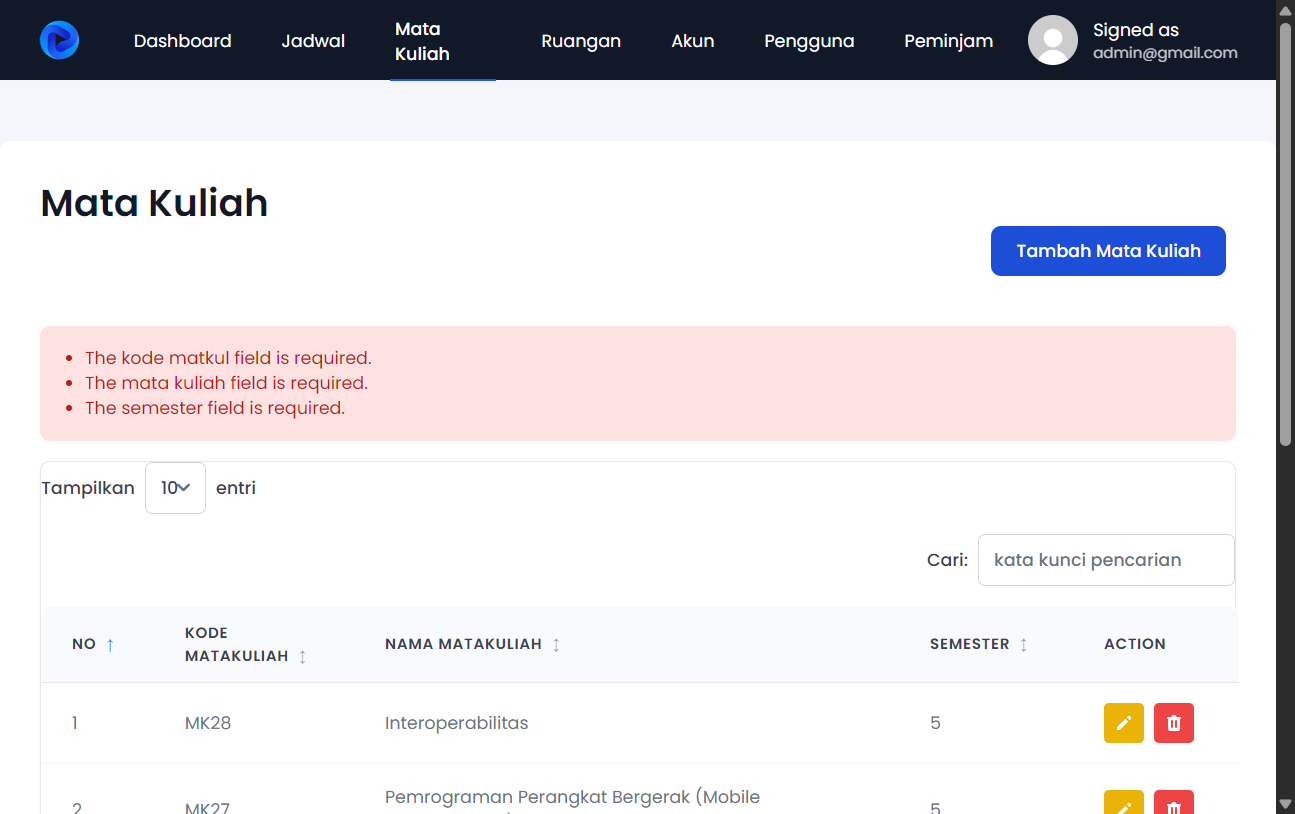 Dashboard
Jadwal
Mata
Kuliah
Ruangan
Akun
Pengguna
Peminjam
Signed as
admin@gmail.com
Mata Kuliah
Tambah Mata Kuliah
The kode matkul field is required.
The mata kuliah field is required.
The semester field is required.
Tampilkan 10 entri
Cari: kata kunci pencarian
NO ↑
KODE
MATAKULIAH ↕
NAMA MATAKULIAH ↕
SEMESTER ↕
ACTION
1 MK28 Interoperabilitas 5
2 MK27 Pemrograman Perangkat Bergerak (Mobile 5